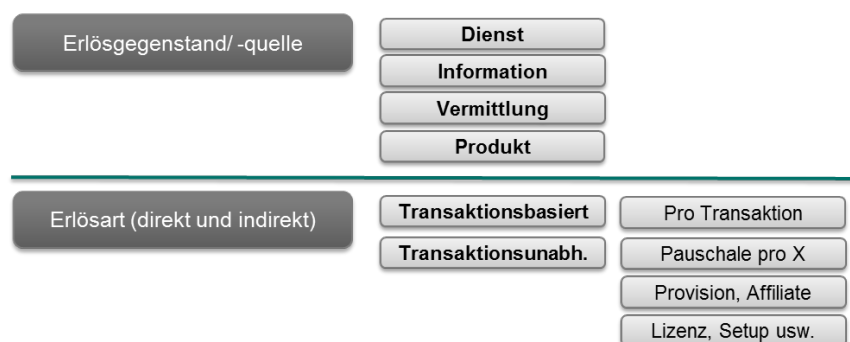 Erlösgegenstand/ -quelle
Dienst
Information
Vermittlung
Produkt
Erlösart (direkt und indirekt)
Transaktionsbasiert
Transaktionsunabh.
Pro Transaktion
Pauschale pro X
Provision, Affiliate
Lizenz, Setup usw.